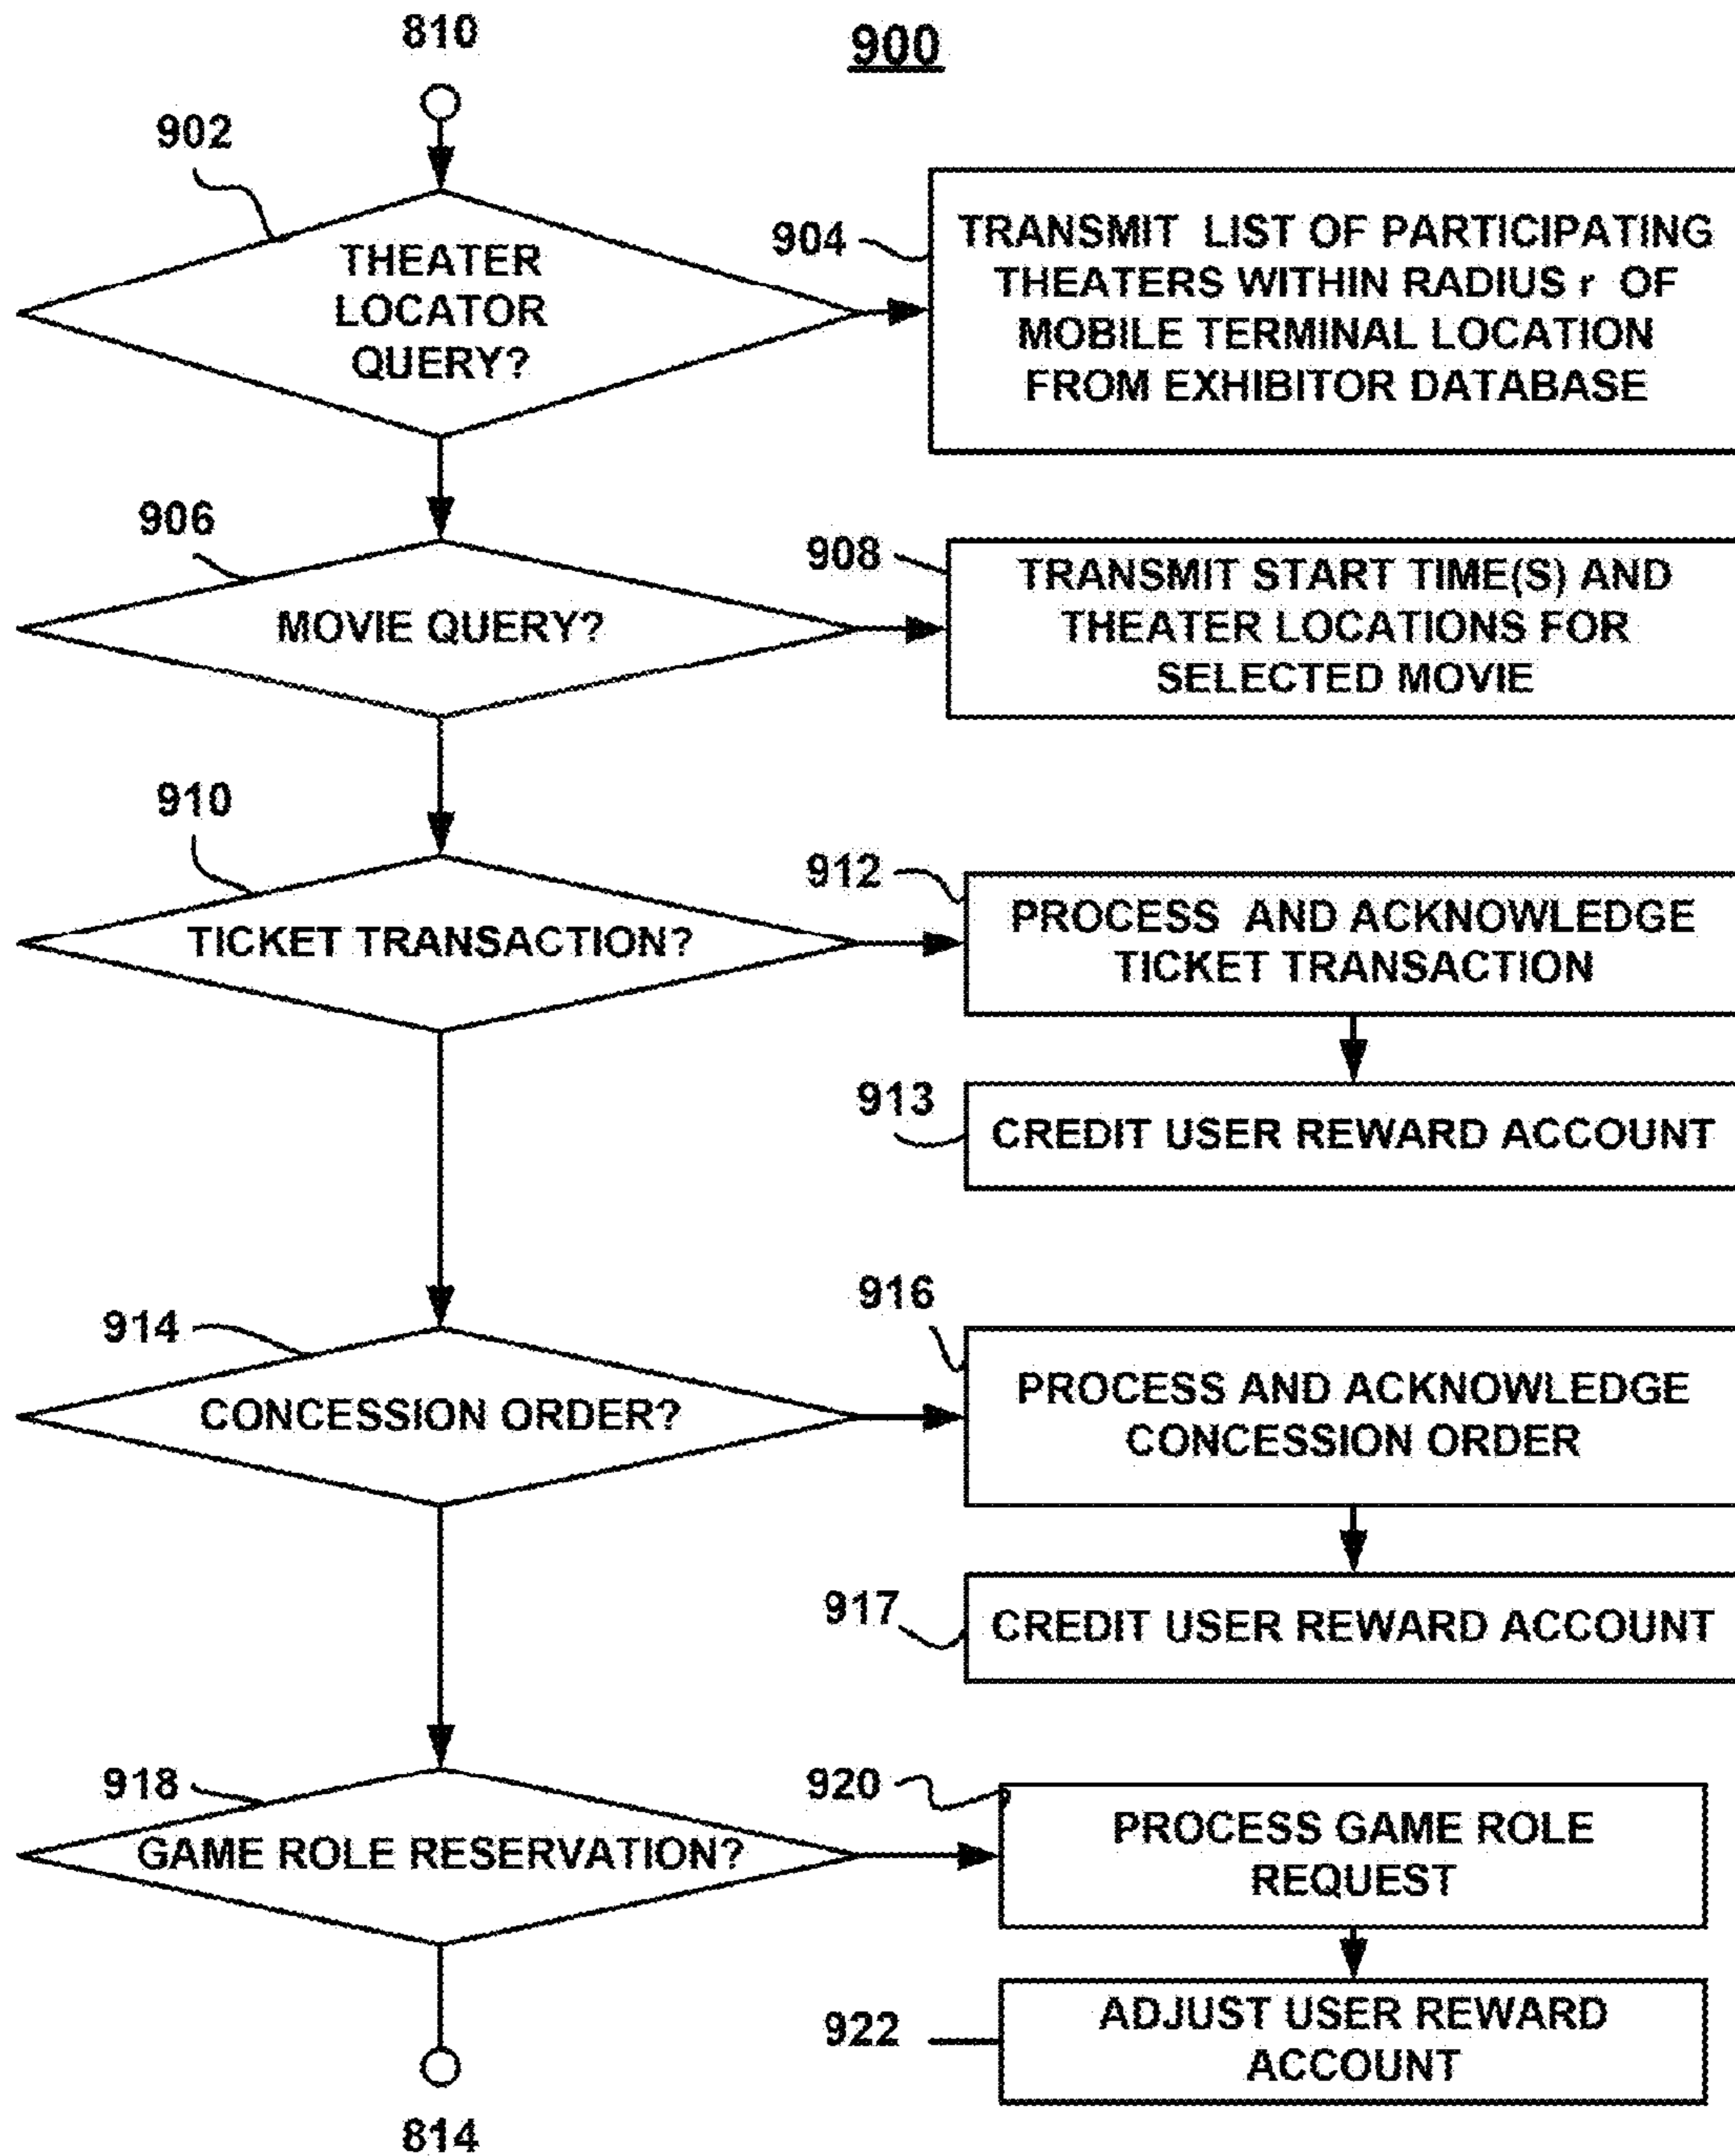 810
900
902
THEATER
LOCATOR
QUERY?
904
TRANSMIT LIST OF PARTICIPATING
THEATERS WITHIN RADIUS r OF
MOBILE TERMINAL LOCATION
FROM EXHIBITOR DATABASE
906
MOVIE QUERY?
908
TRANSMIT START TIME(S) AND
THEATER LOCATIONS FOR
SELECTED MOVIE
910
TICKET TRANSACTION?
912
PROCESS AND ACKNOWLEDGE
TICKET TRANSACTION
913
CREDIT USER REWARD ACCOUNT
914
CONCESSION ORDER?
916
PROCESS AND ACKNOWLEDGE
CONCESSION ORDER
917
CREDIT USER REWARD ACCOUNT
918
GAME ROLE RESERVATION?
920
PROCESS GAME ROLE
REQUEST
922
ADJUST USER REWARD
ACCOUNT
814